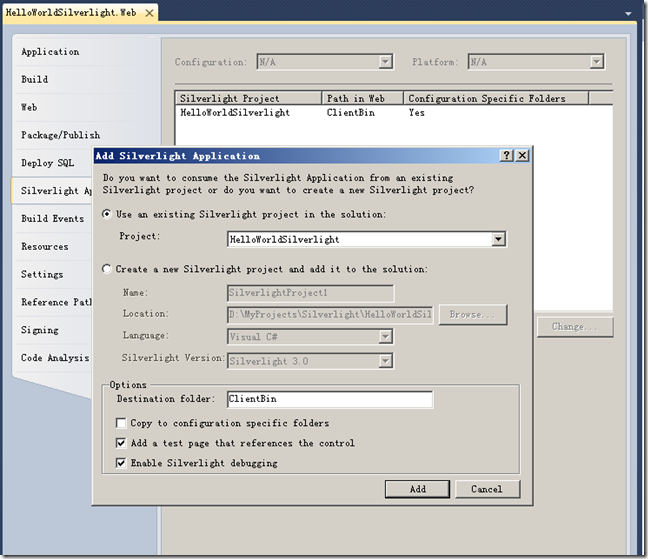 HelloWorldSilverlight.Web
Application
Build
Web
Package/Publish
Deploy SQL
Silverlight Ap
Build Events
Resources
Settings
Reference Path
Signing
Code Analysis
Configuration: N/A Platform: N/A
Silverlight Project Path in Web Configuration Specific Folders
HelloWorldSilverlight ClientBin Yes
Change...
Add Silverlight Application
Do you want to consume the Silverlight Application from an existing
Silverlight project or do you want to create a new Silverlight project?
Use an existing Silverlight project in the solution:
Project: HelloWorldSilverlight
Create a new Silverlight project and add it to the solution:
Name: SilverlightProject1
Location: D:\MyProjects\Silverlight\HelloWorldSil Browse...
Language: Visual C#
Silverlight Version: Silverlight 3.0
Options
Destination folder: ClientBin
Copy to configuration specific folders
Add a test page that references the control
Enable Silverlight debugging
Add Cancel